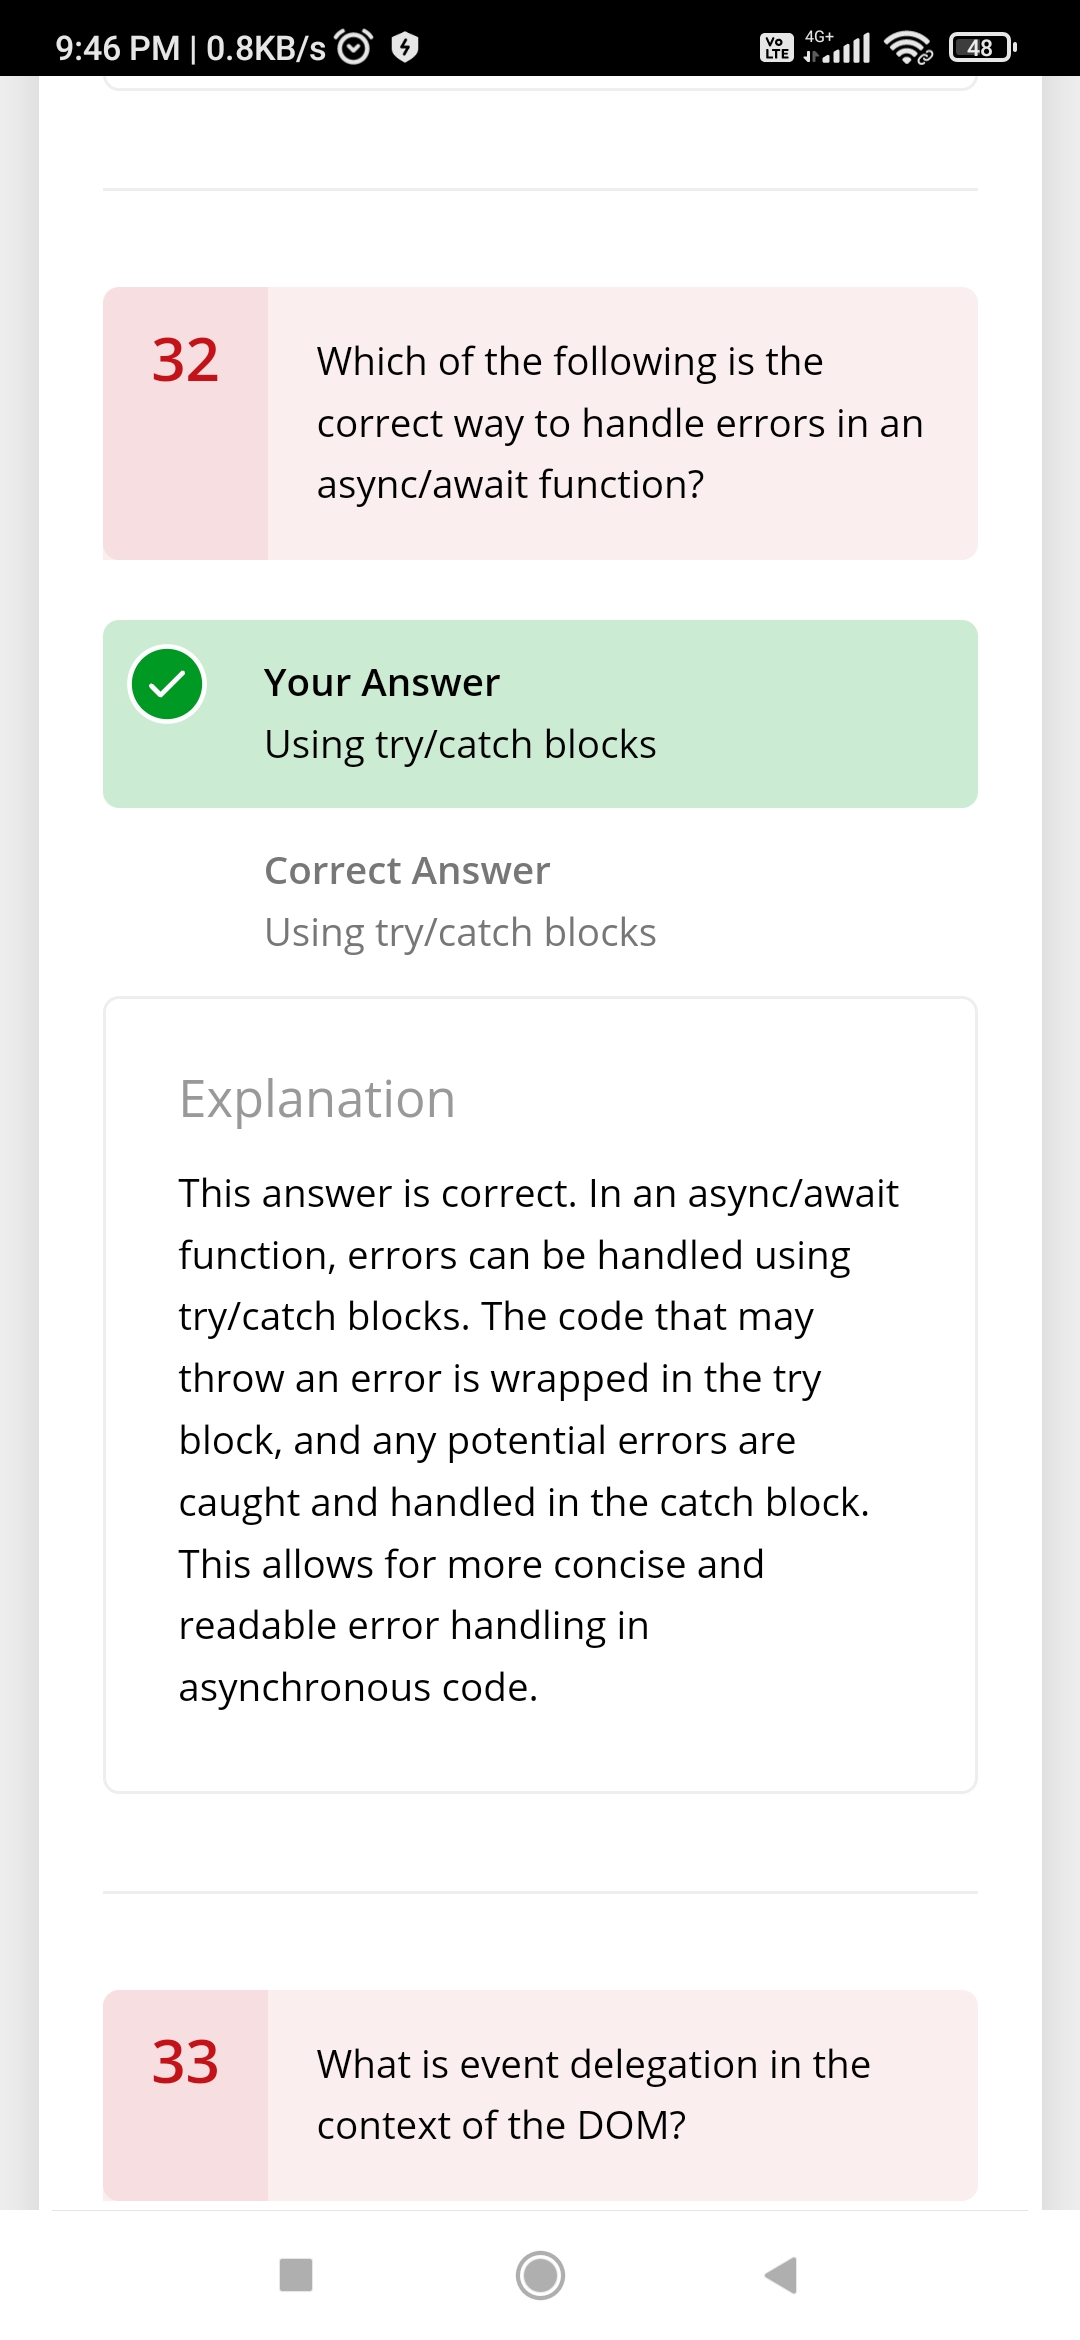 9:46 PM | 0.8KB/s
Vo LTE 4G+ 48
32
Which of the following is the
correct way to handle errors in an
async/await function?
Your Answer
Using try/catch blocks
Correct Answer
Using try/catch blocks
Explanation
This answer is correct. In an async/await
function, errors can be handled using
try/catch blocks. The code that may
throw an error is wrapped in the try
block, and any potential errors are
caught and handled in the catch block.
This allows for more concise and
readable error handling in
asynchronous code.
33
What is event delegation in the
context of the DOM?